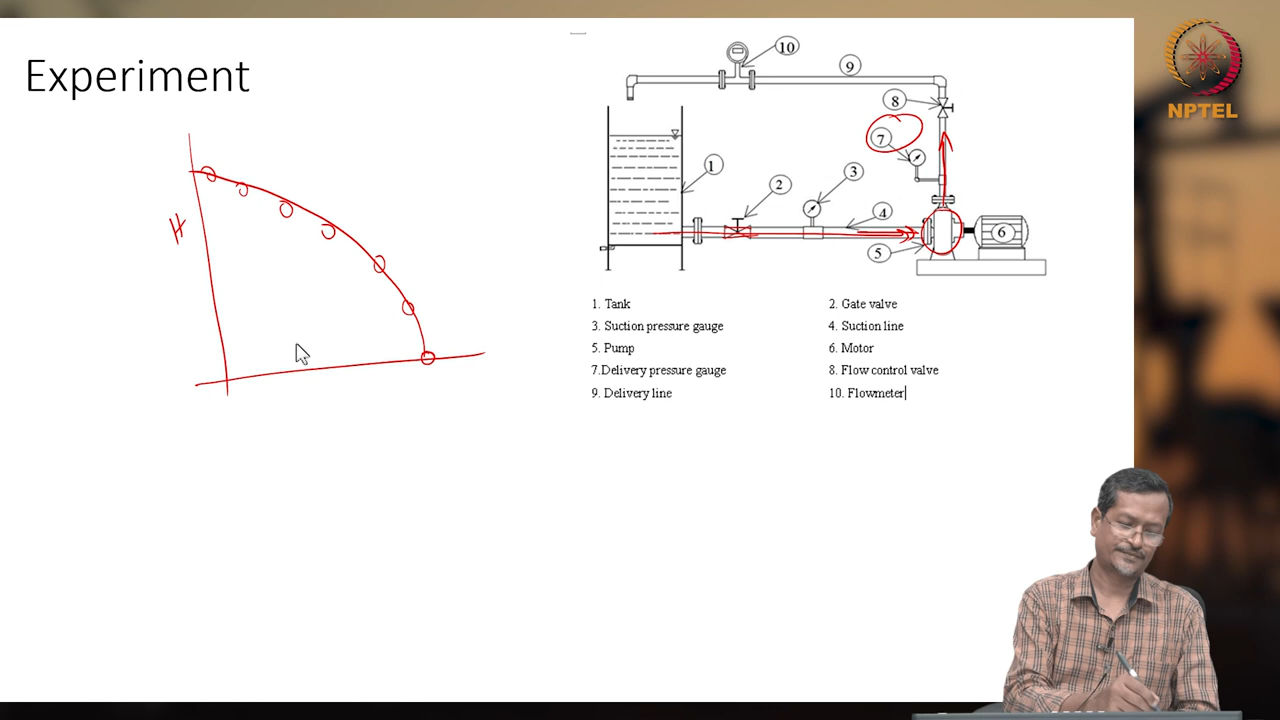 Experiment
H
10
9
8
7
1
2
3
4
5
6
1. Tank
2. Gate valve
3. Suction pressure gauge
4. Suction line
5. Pump
6. Motor
7.Delivery pressure gauge
8. Flow control valve
9. Delivery line
10. Flowmeter
NPTEL